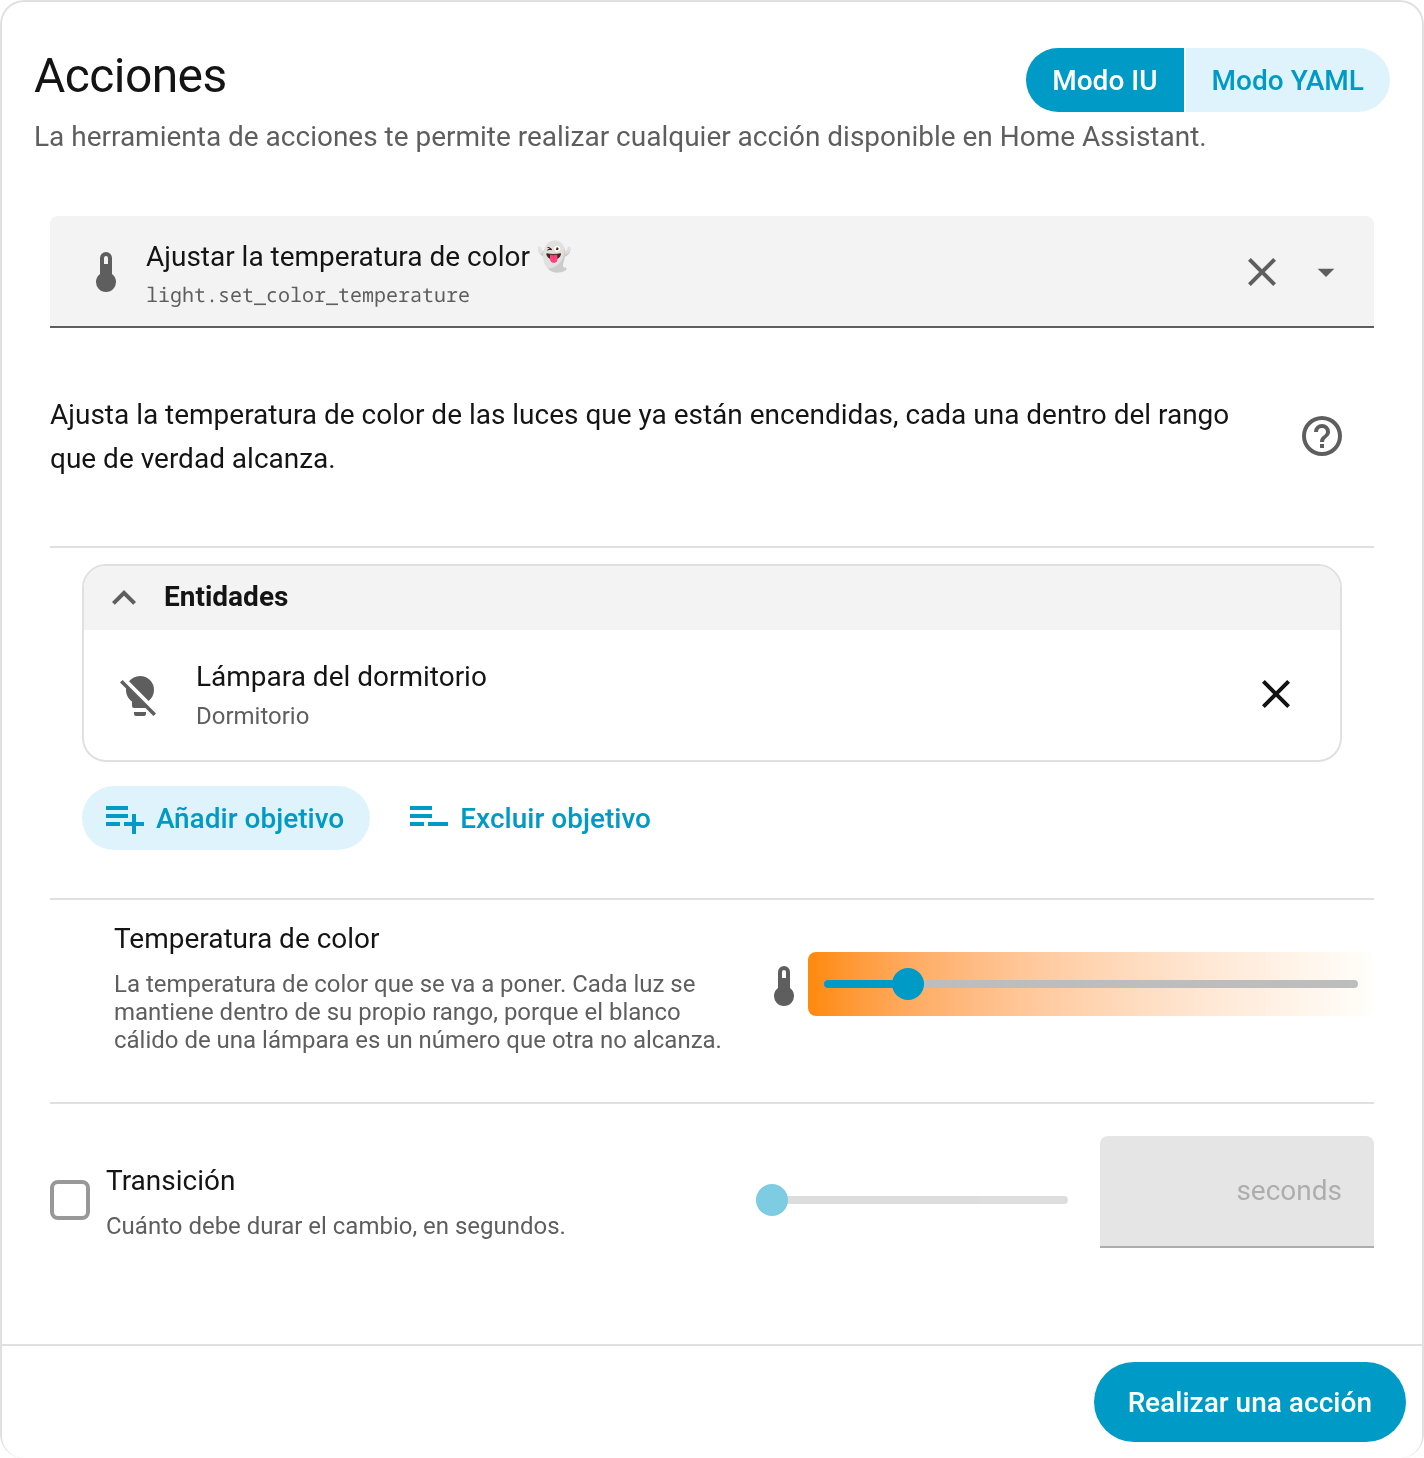 Acciones
Modo IU
Modo YAML
La herramienta de acciones te permite realizar cualquier acción disponible en Home Assistant.
Ajustar la temperatura de color 👻
light.set_color_temperature
Ajusta la temperatura de color de las luces que ya están encendidas, cada una dentro del rango
que de verdad alcanza.
Entidades
Lámpara del dormitorio
Dormitorio
Añadir objetivo
Excluir objetivo
Temperatura de color
La temperatura de color que se va a poner. Cada luz se
mantiene dentro de su propio rango, porque el blanco
cálido de una lámpara es un número que otra no alcanza.
Transición
Cuánto debe durar el cambio, en segundos.
seconds
Realizar una acción